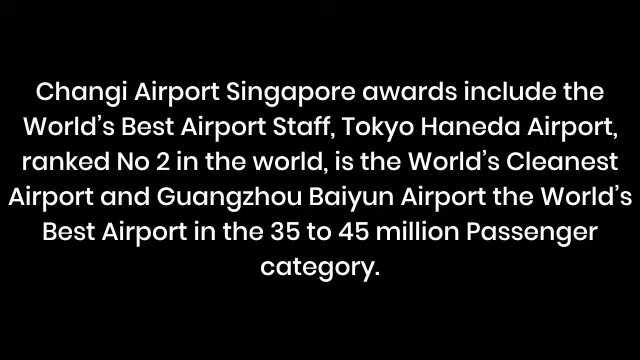 Changi Airport Singapore awards include the
World’s Best Airport Staff, Tokyo Haneda Airport,
ranked No 2 in the world, is the World’s Cleanest
Airport and Guangzhou Baiyun Airport the World’s
Best Airport in the 35 to 45 million Passenger
category.